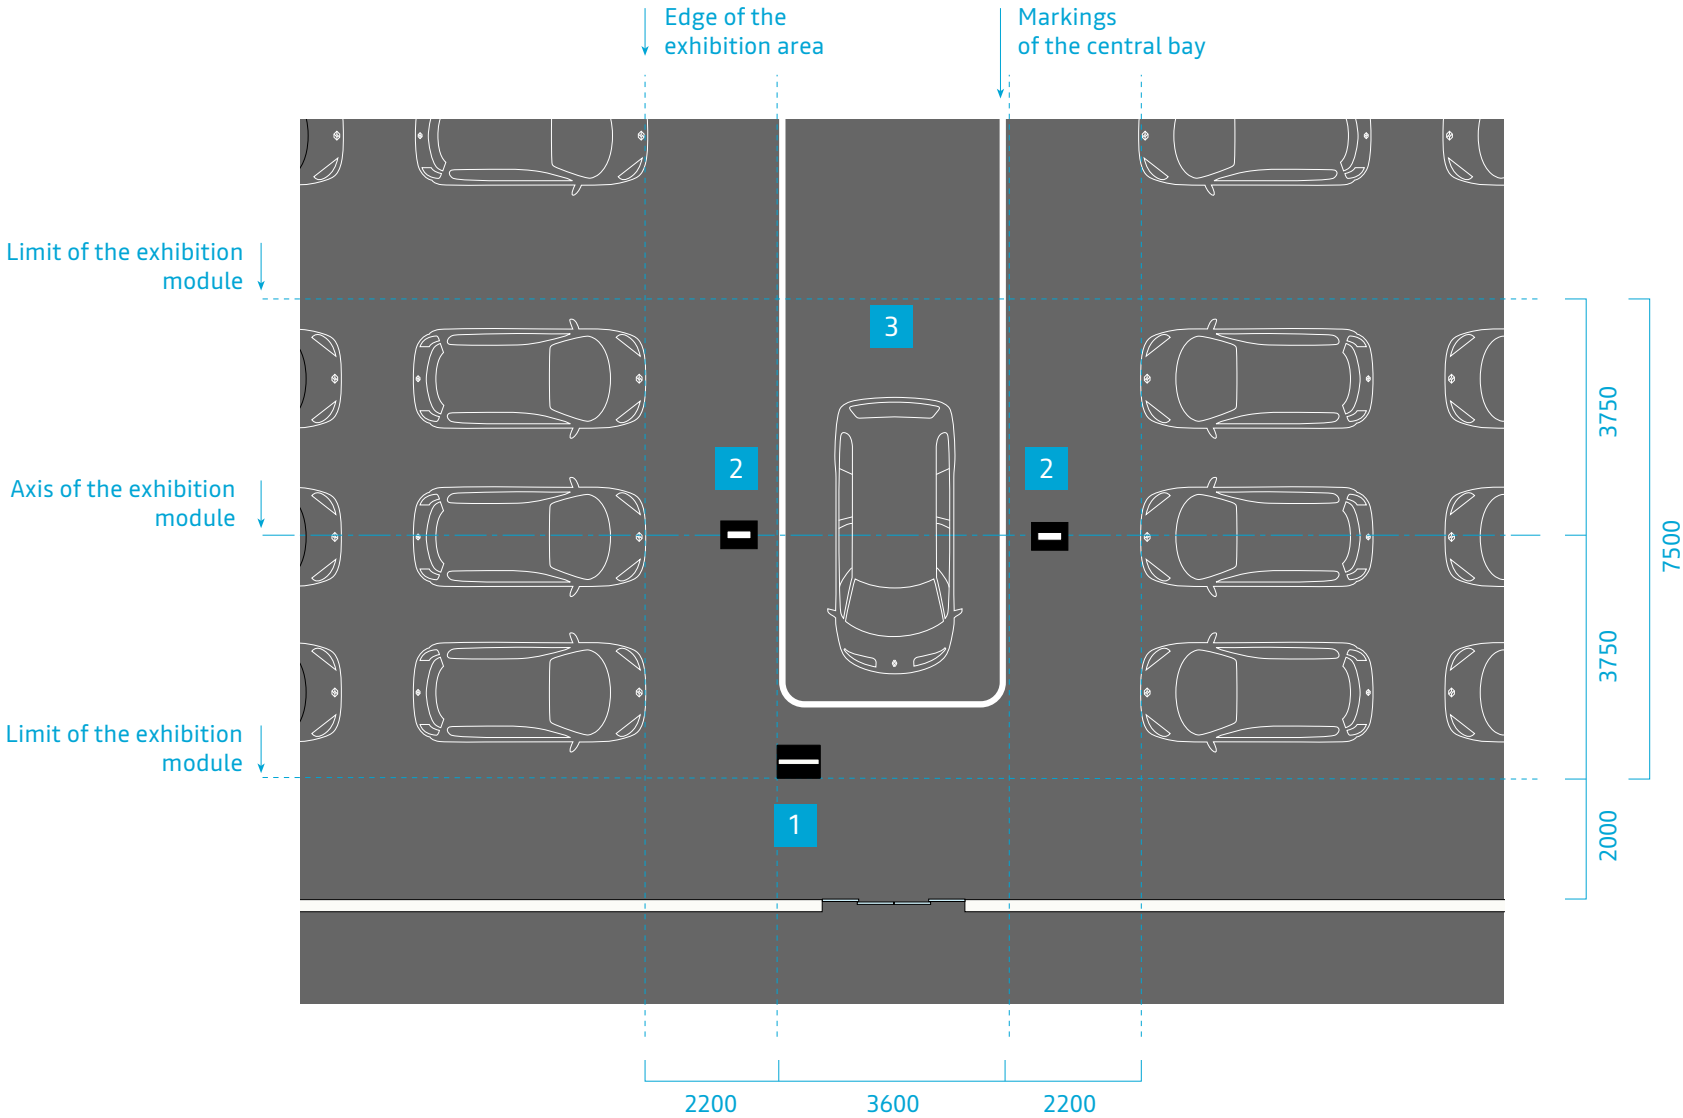 Edge of the
exhibition area
Markings
of the central bay
Limit of the exhibition
module
3
3750
2
2
Axis of the exhibition
module
7500
3750
Limit of the exhibition
module
1
2000
2200
3600
2200